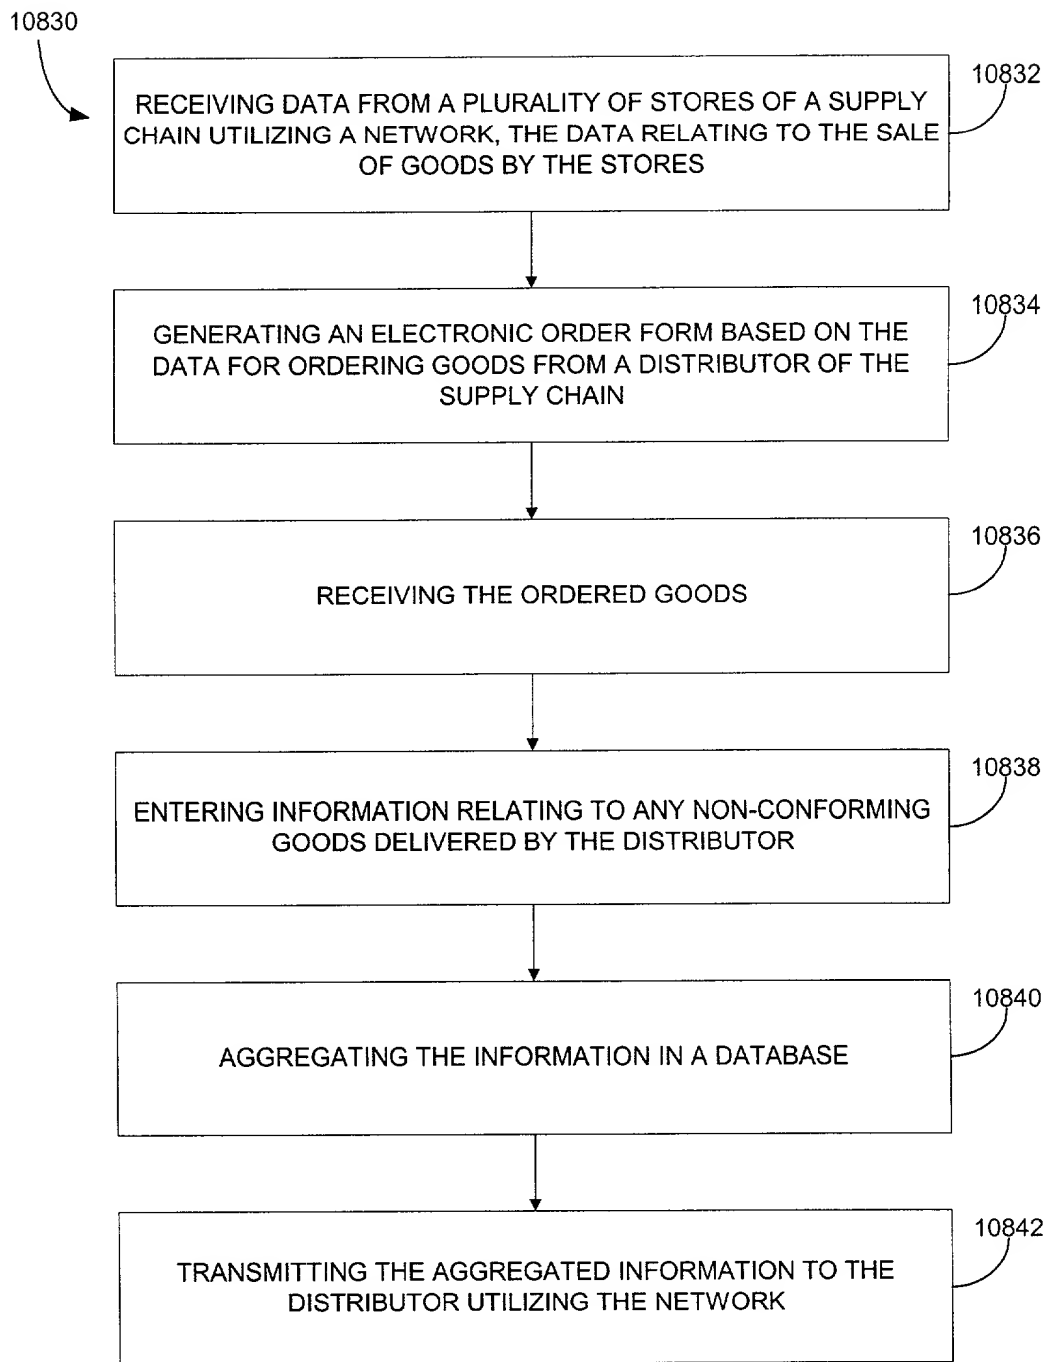 10830
10832
RECEIVING DATA FROM A PLURALITY OF STORES OF A SUPPLY
CHAIN UTILIZING A NETWORK, THE DATA RELATING TO THE SALE
OF GOODS BY THE STORES
10834
GENERATING AN ELECTRONIC ORDER FORM BASED ON THE
DATA FOR ORDERING GOODS FROM A DISTRIBUTOR OF THE
SUPPLY CHAIN
10836
RECEIVING THE ORDERED GOODS
10838
ENTERING INFORMATION RELATING TO ANY NON-CONFORMING
GOODS DELIVERED BY THE DISTRIBUTOR
10840
AGGREGATING THE INFORMATION IN A DATABASE
10842
TRANSMITTING THE AGGREGATED INFORMATION TO THE
DISTRIBUTOR UTILIZING THE NETWORK